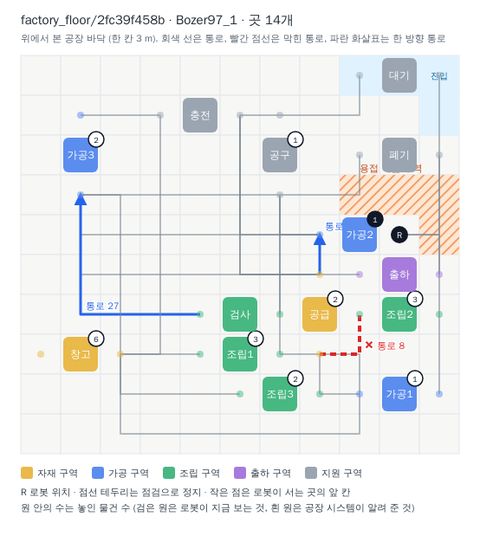 factory_floor/2fc39f458b · Bozer97_1 · 곳 14개
위에서 본 공장 바닥 (한 칸 3 m). 회색 선은 통로, 빨간 점선은 막힌 통로, 파란 화살표는 한 방향 통로
대기
충전
2
가공3
1
공구
폐기
용접
1
통로
가공2
R
출하
통로 27
검사
2
공급
3
조립2
6
창고
3
조립1
✕ 통로 8
2
조립3
1
가공1
자재 구역
가공 구역
조립 구역
출하 구역
지원 구역
R 로봇 위치 · 점선 테두리는 점검으로 정지 · 작은 점은 로봇이 서는 곳의 앞 칸
원 안의 수는 놓인 물건 수 (검은 원은 로봇이 지금 보는 것, 흰 원은 공장 시스템이 알려 준 것)